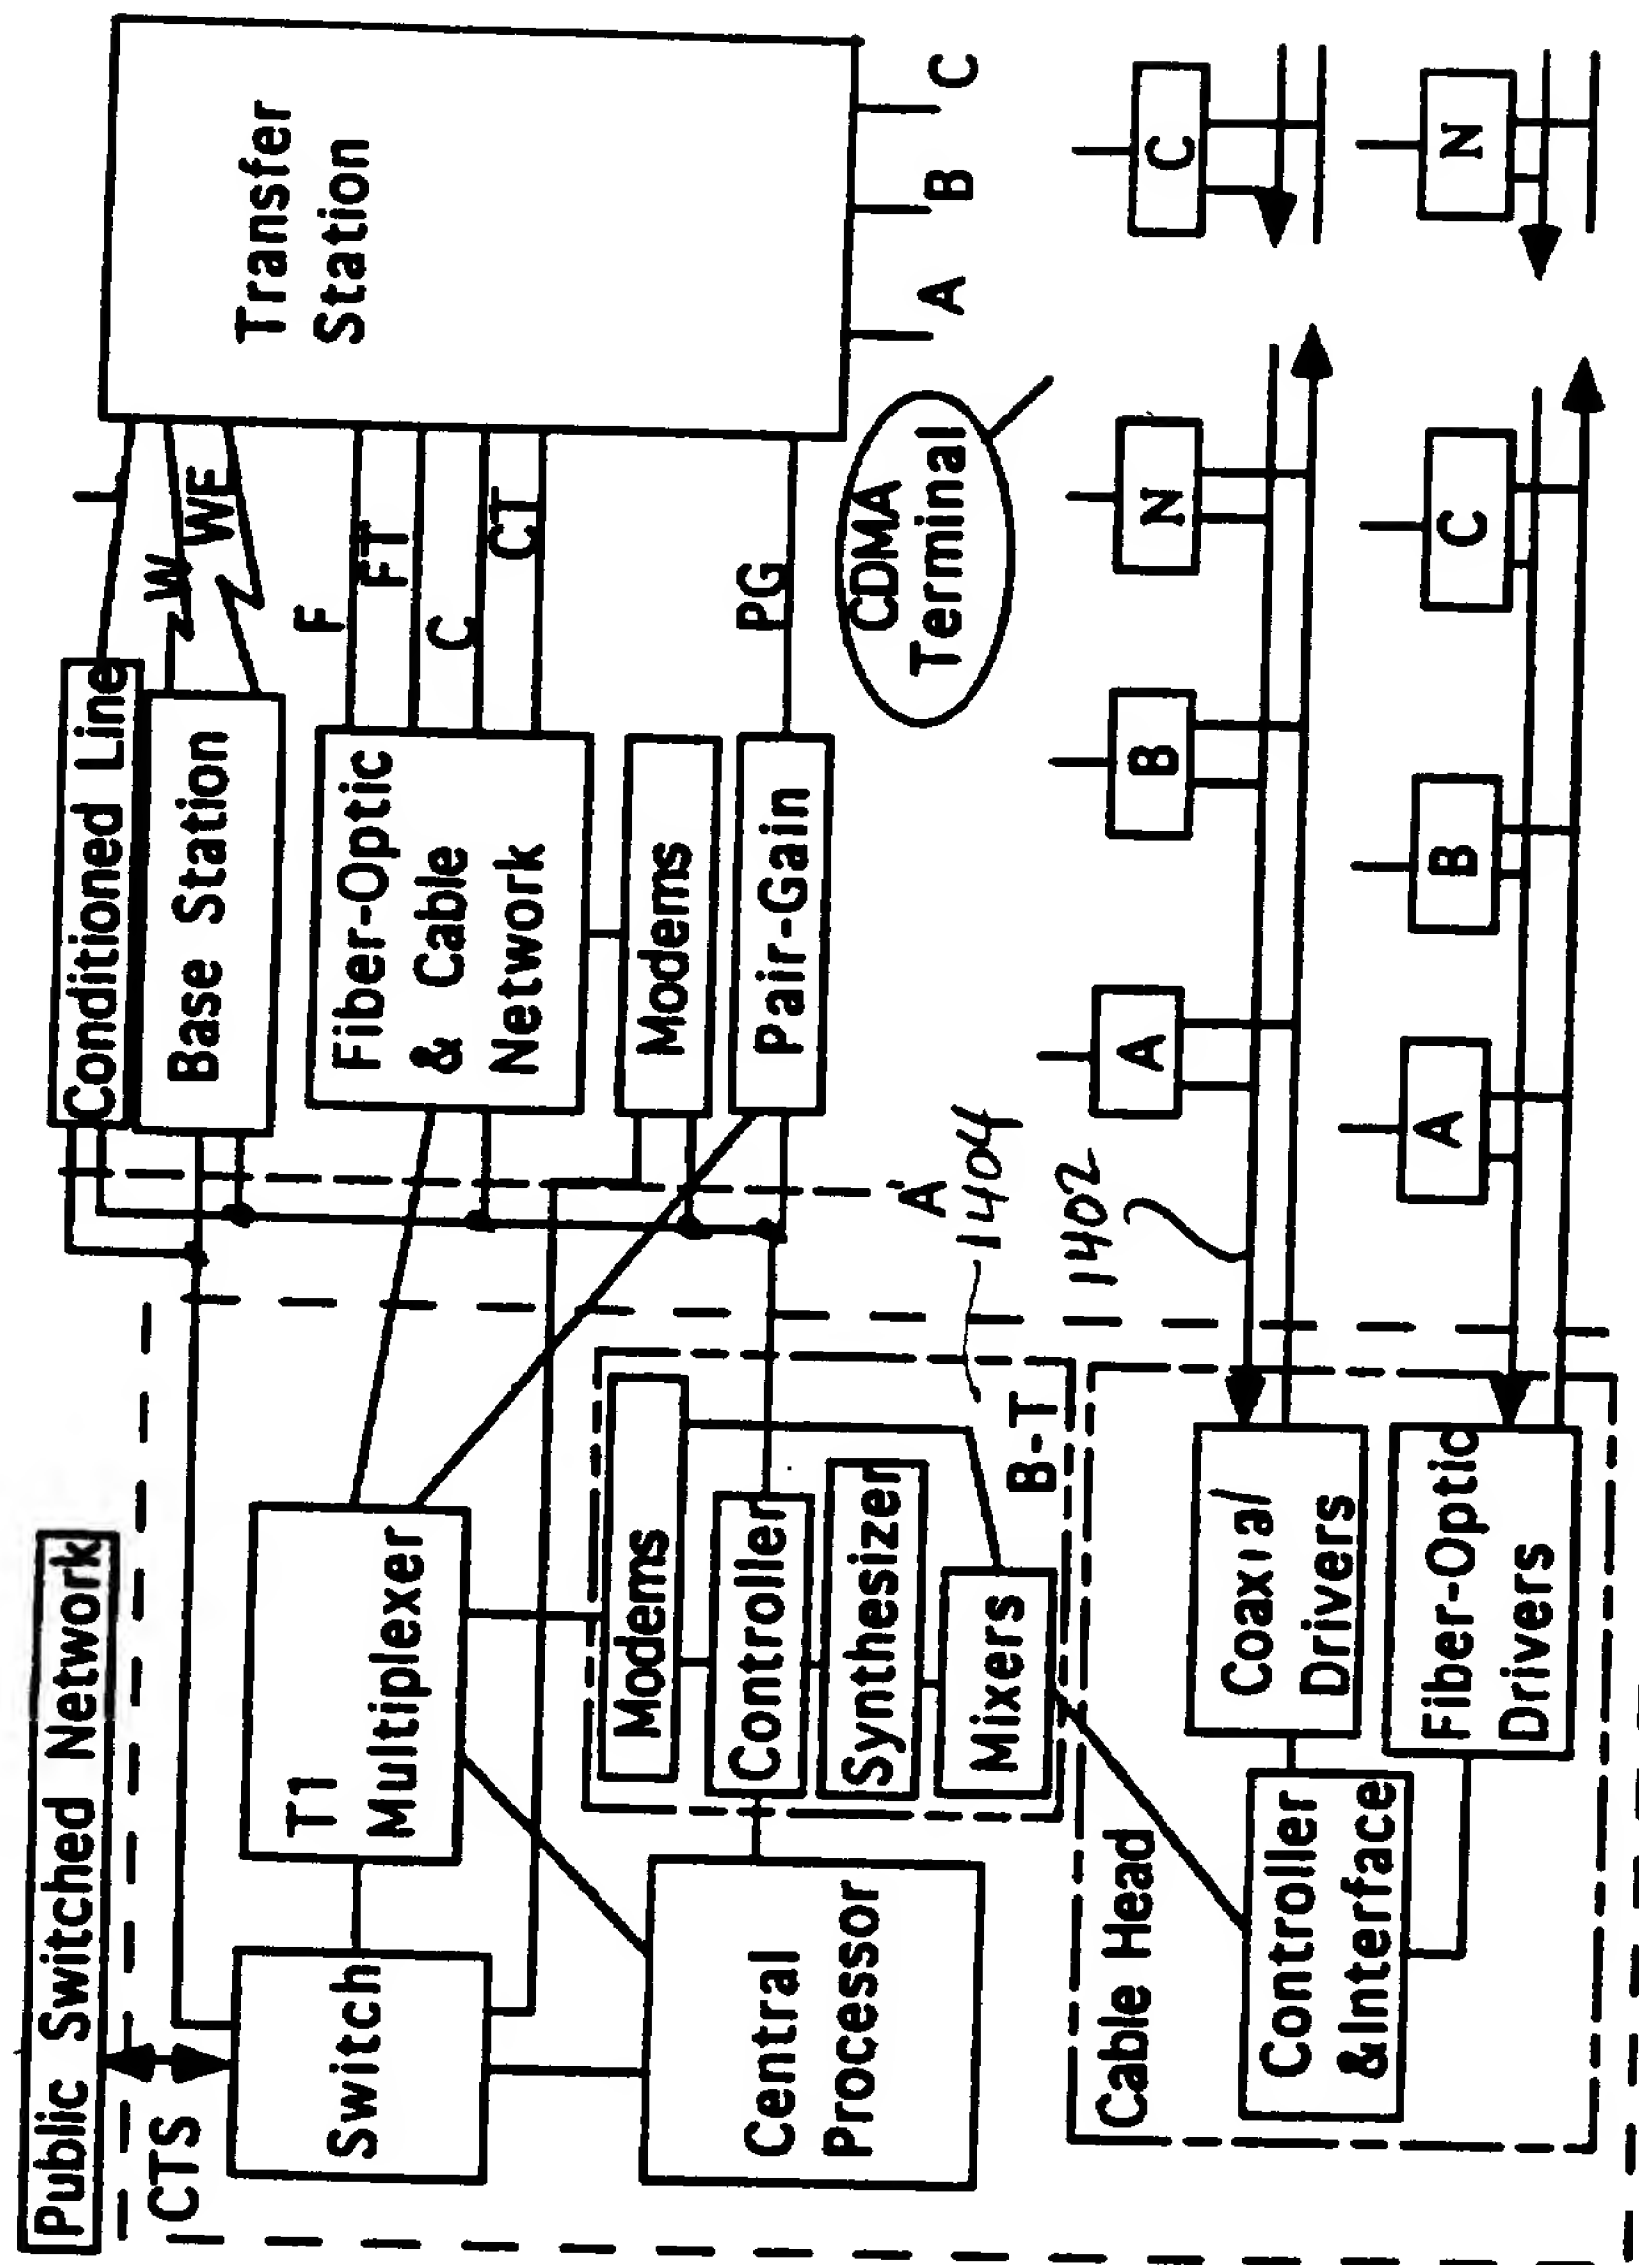 Public Switched Network
CTS
Switch
T1
Multiplexer
Central
Processor
Modems
Controller
Synthesizer
Mixers
B-T
1404
1402
A
Conditioned Line
Base Station
Fiber-Optic
& Cable
Network
Modems
Pair-Gain
L
W
WF
F
FT
C
CT
PG
Transfer
Station
A
B
C
CDMA
Terminal
Cable Head
Controller
&Interface
Coaxial
Drivers
Fiber-Optic
Drivers
A
B
N
C
A
B
C
N